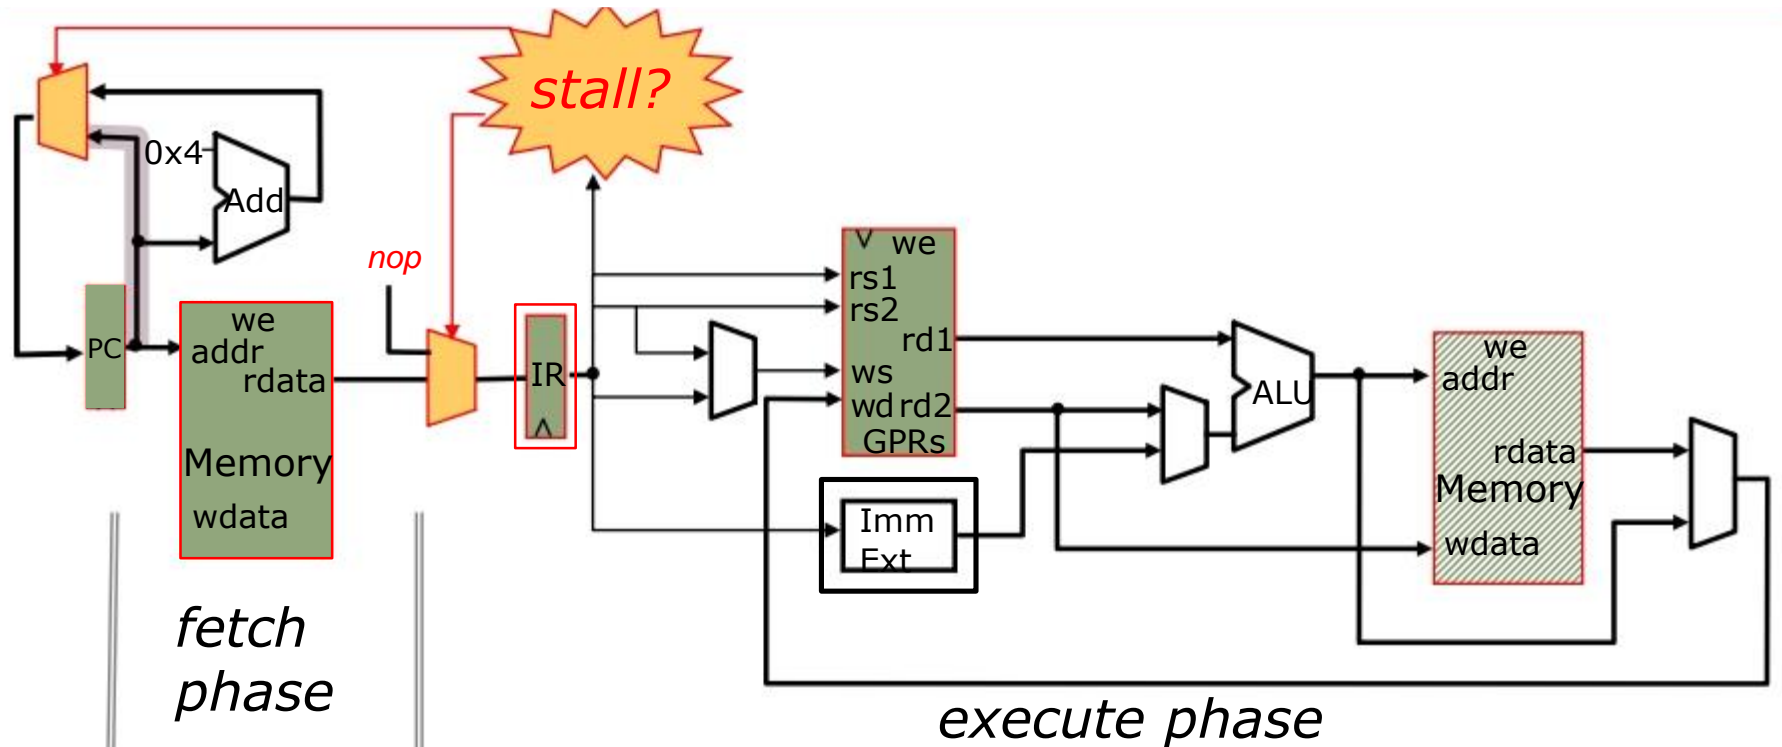 stall?
0x4
Add
nop
PC
we
addr
rdata
Memory
wdata
IR
we
rs1
rs2
rd1
ws
wd rd2
GPRs
Imm
Ext
ALU
we
addr
rdata
Memory
wdata
fetch
phase
execute phase